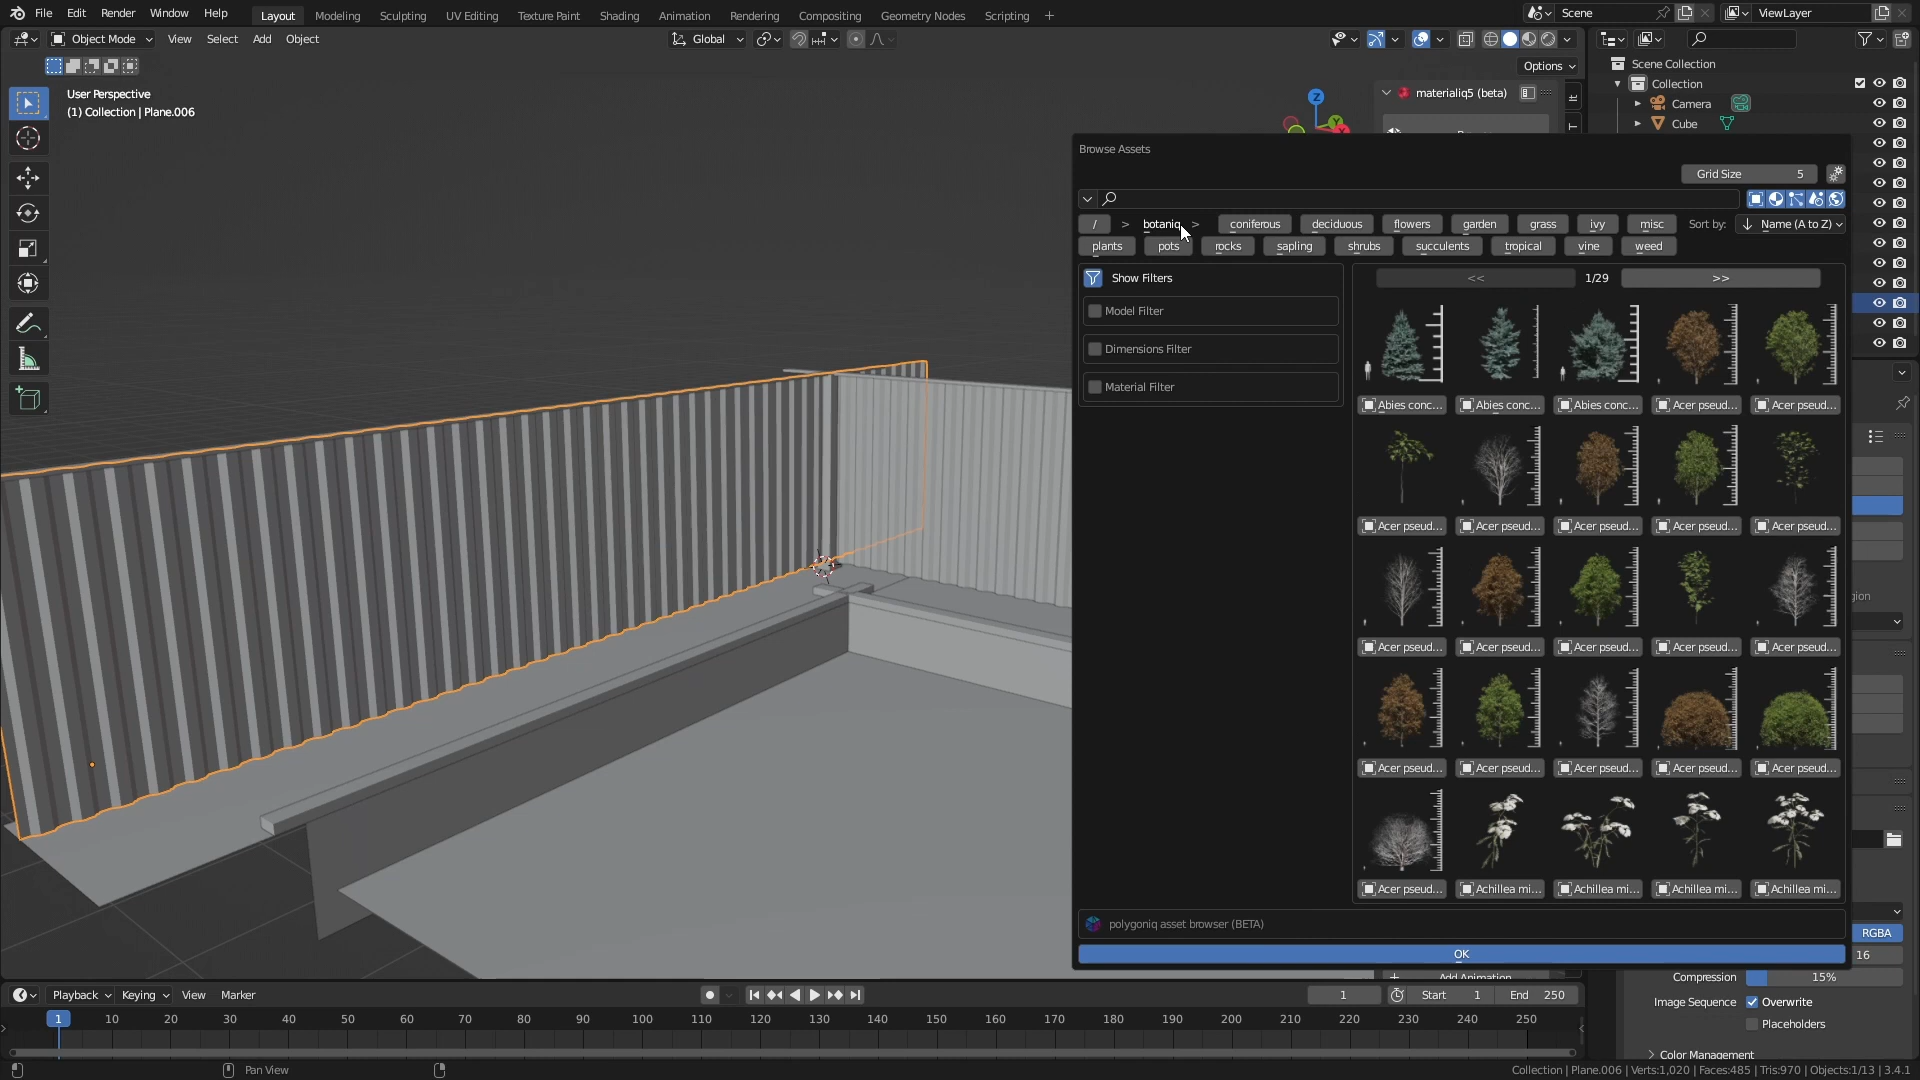 File Edit Render Window Help Layout Modeling Sculpting UV Editing Texture Paint Shading Animation Rendering Compositing Geometry Nodes Scripting + Scene ViewLayer
Object Mode View Select Add Object Global
Options
User Perspective
(1) Collection | Plane.006
Z
Y
materialiq5 (beta)
Scene Collection
Collection
Camera
Cube
Browse Assets
Grid Size 5
/ > botaniq > coniferous deciduous flowers garden grass ivy misc Sort by: Name (A to Z)
plants pots rocks sapling shrubs succulents tropical vine weed
Show Filters
Model Filter
Dimensions Filter
Material Filter
<< 1/29 >>
Abies conc... Abies conc... Abies conc... Acer pseud... Acer pseud...
Acer pseud... Acer pseud... Acer pseud... Acer pseud... Acer pseud...
Acer pseud... Acer pseud... Acer pseud... Acer pseud... Acer pseud...
Acer pseud... Acer pseud... Acer pseud... Acer pseud... Acer pseud...
Acer pseud... Achillea mi... Achillea mi... Achillea mi... Achillea mi...
polygoniq asset browser (BETA)
OK
Add Animation
RGBA
16
Compression 15%
Image Sequence Overwrite
Placeholders
Color Management
Playback Keying View Marker 1 Start 1 End 250
1 10 20 30 40 50 60 70 80 90 100 110 120 130 140 150 160 170 180 190 200 210 220 230 240 250
Pan View
Collection | Plane.006 | Verts:1,020 | Faces:485 | Tris:970 | Objects:1/13 | 3.4.1